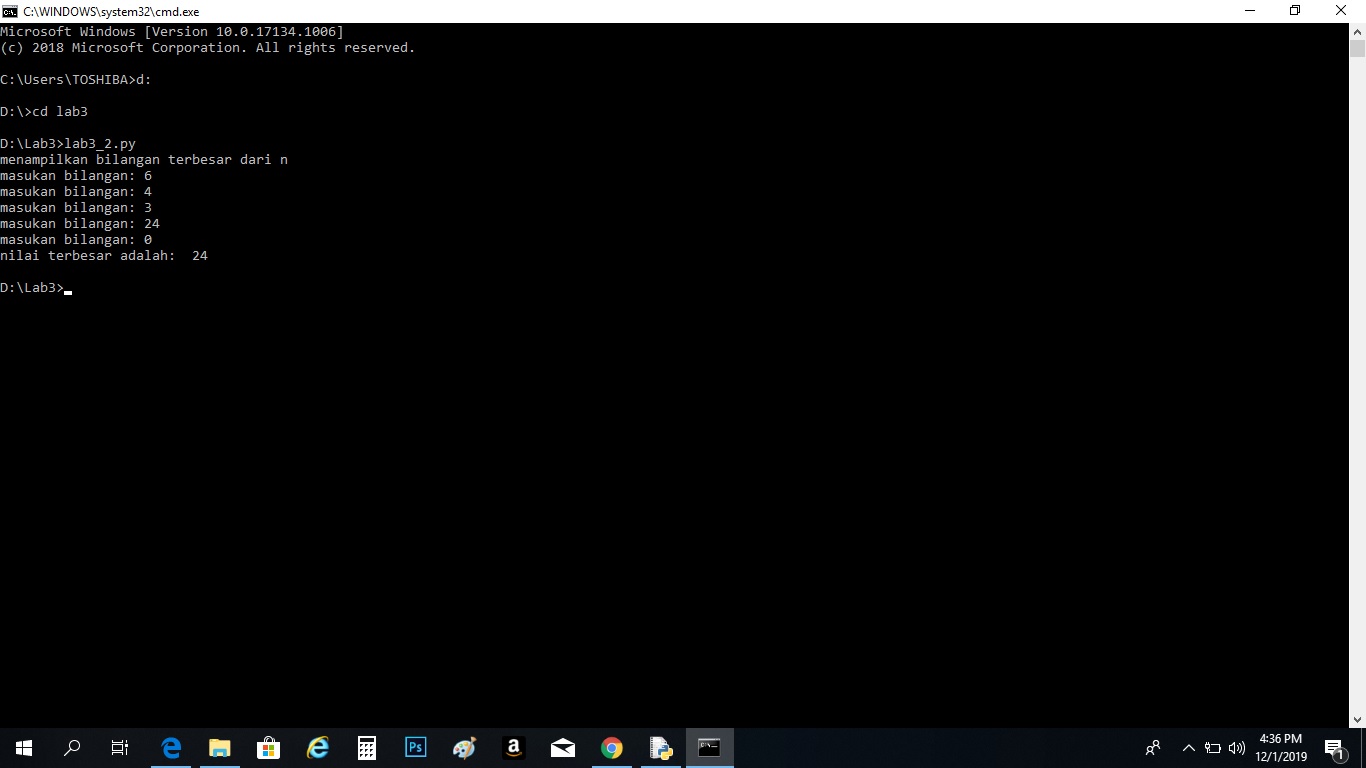 C:\WINDOWS\system32\cmd.exe
Microsoft Windows [Version 10.0.17134.1006]
(c) 2018 Microsoft Corporation. All rights reserved.
C:\Users\TOSHIBA>d:
D:\>cd lab3
D:\Lab3>lab3_2.py
menampilkan bilangan terbesar dari n
masukan bilangan: 6
masukan bilangan: 4
masukan bilangan: 3
masukan bilangan: 24
masukan bilangan: 0
nilai terbesar adalah:  24
D:\Lab3>
Ps
a
4:36 PM
12/1/2019
1